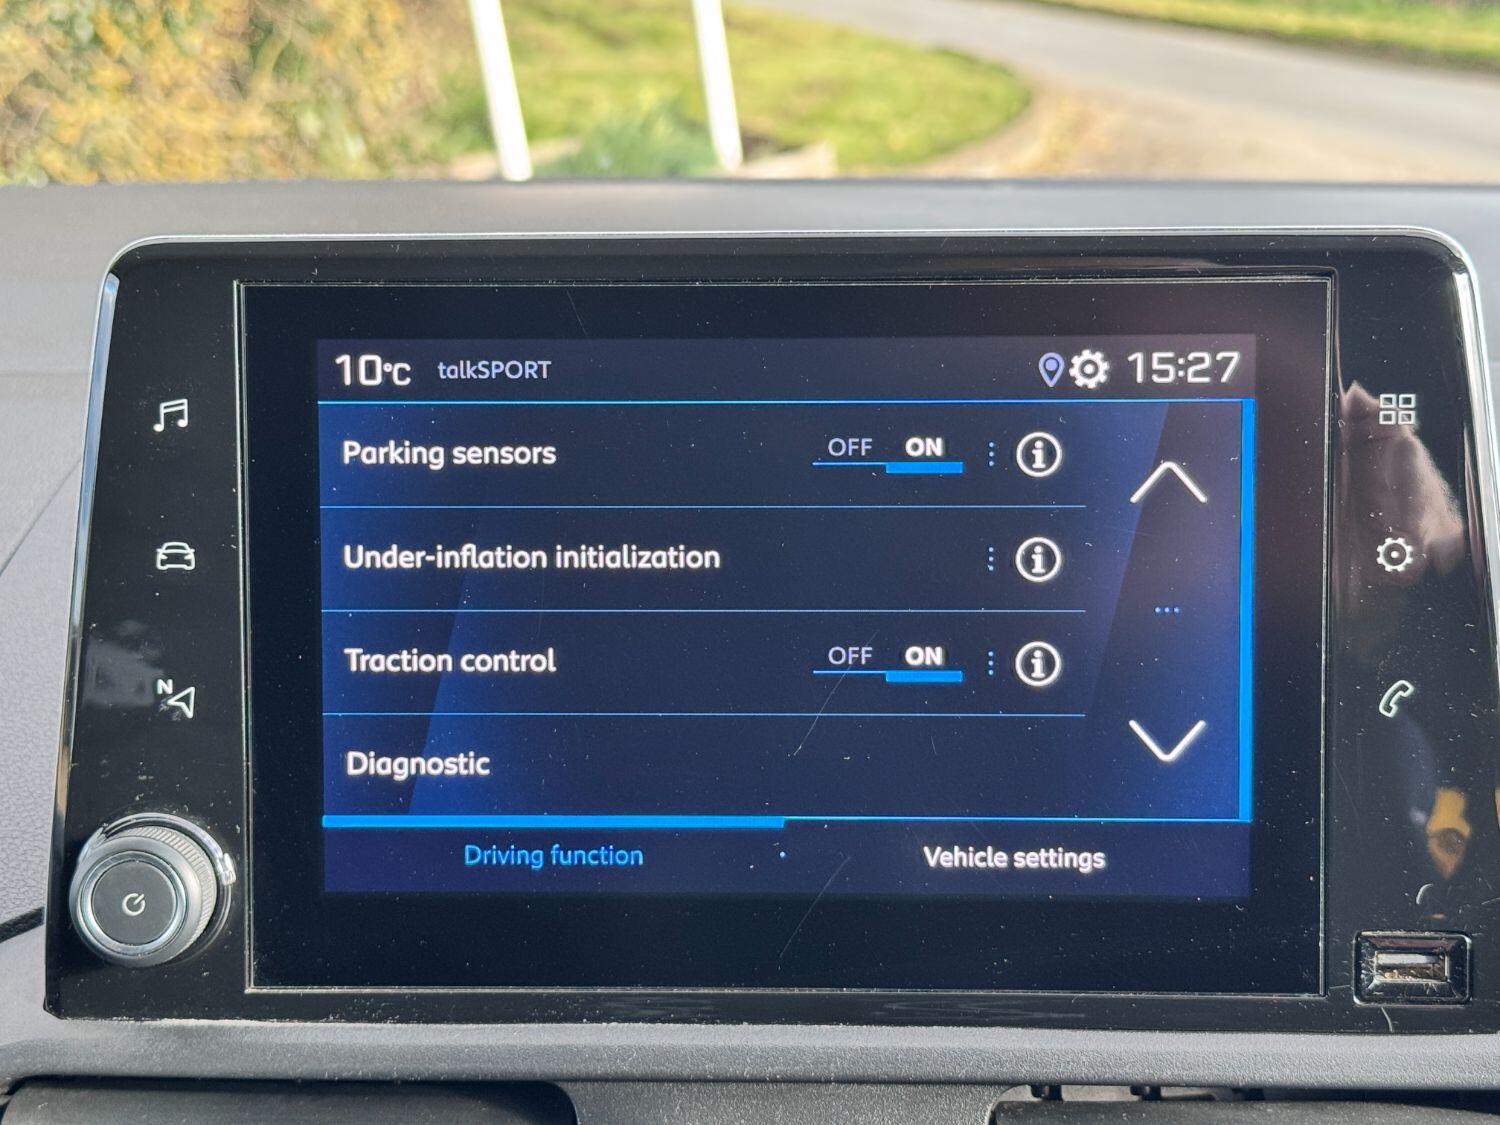 10°C talkSPORT 15:27
Parking sensors OFF ON i
Under-inflation initialization i
Traction control OFF ON i
Diagnostic
Driving function Vehicle settings
N